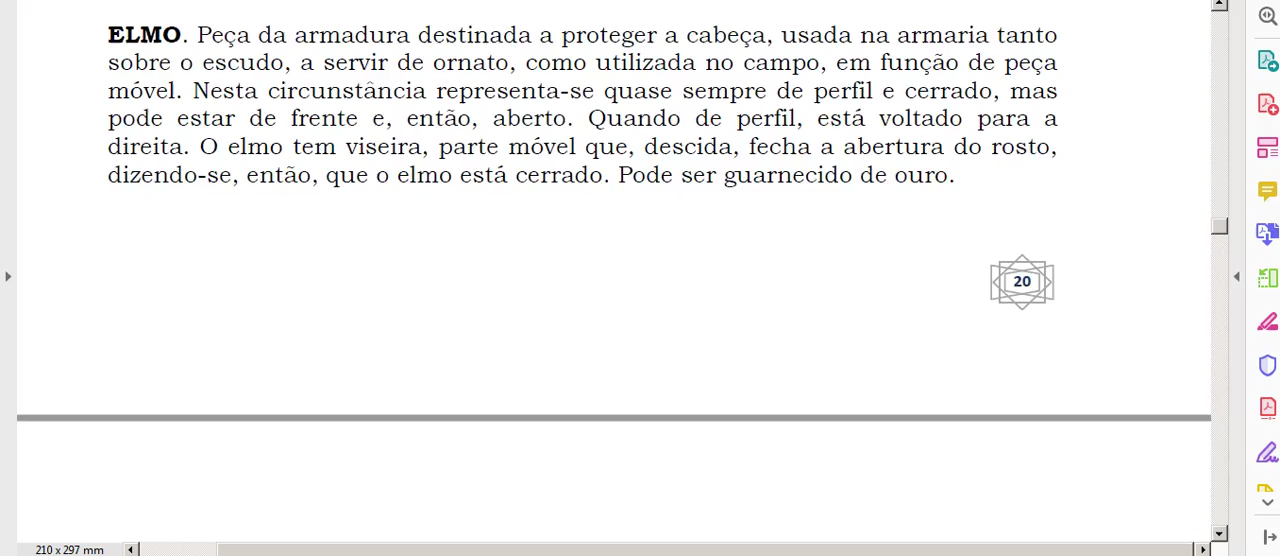 ELMO. Peça da armadura destinada a proteger a cabeça, usada na armaria tanto
sobre o escudo, a servir de ornato, como utilizada no campo, em função de peça
móvel. Nesta circunstância representa-se quase sempre de perfil e cerrado, mas
pode estar de frente e, então, aberto. Quando de perfil, está voltado para a
direita. O elmo tem viseira, parte móvel que, descida, fecha a abertura do rosto,
dizendo-se, então, que o elmo está cerrado. Pode ser guarnecido de ouro.
20
210 x 297 mm